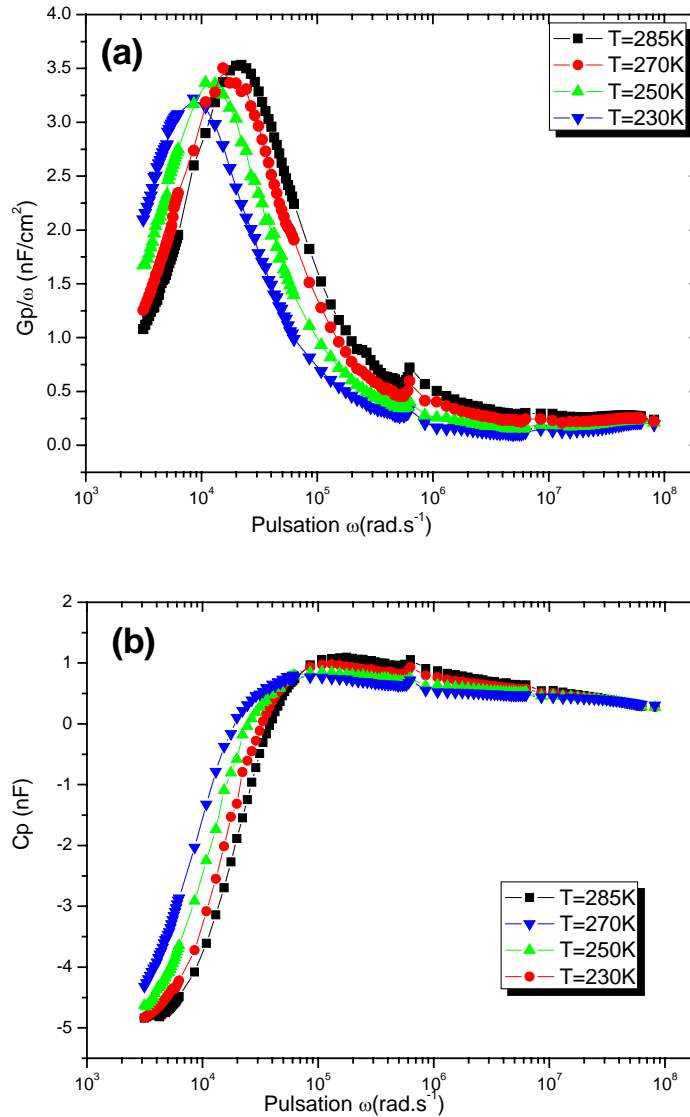 (a)
T=285K
T=270K
T=250K
T=230K
4.0
3.5
3.0
2.5
2.0
1.5
1.0
0.5
0.0
Gp/ω (nF/cm²)
10³ 10⁴ 10⁵ 10⁶ 10⁷ 10⁸
Pulsation ω(rad.s⁻¹)
(b)
2
1
0
-1
-2
-3
-4
-5
Cp (nF)
T=285K
T=270K
T=250K
T=230K
10³ 10⁴ 10⁵ 10⁶ 10⁷ 10⁸
Pulsation ω(rad.s⁻¹)